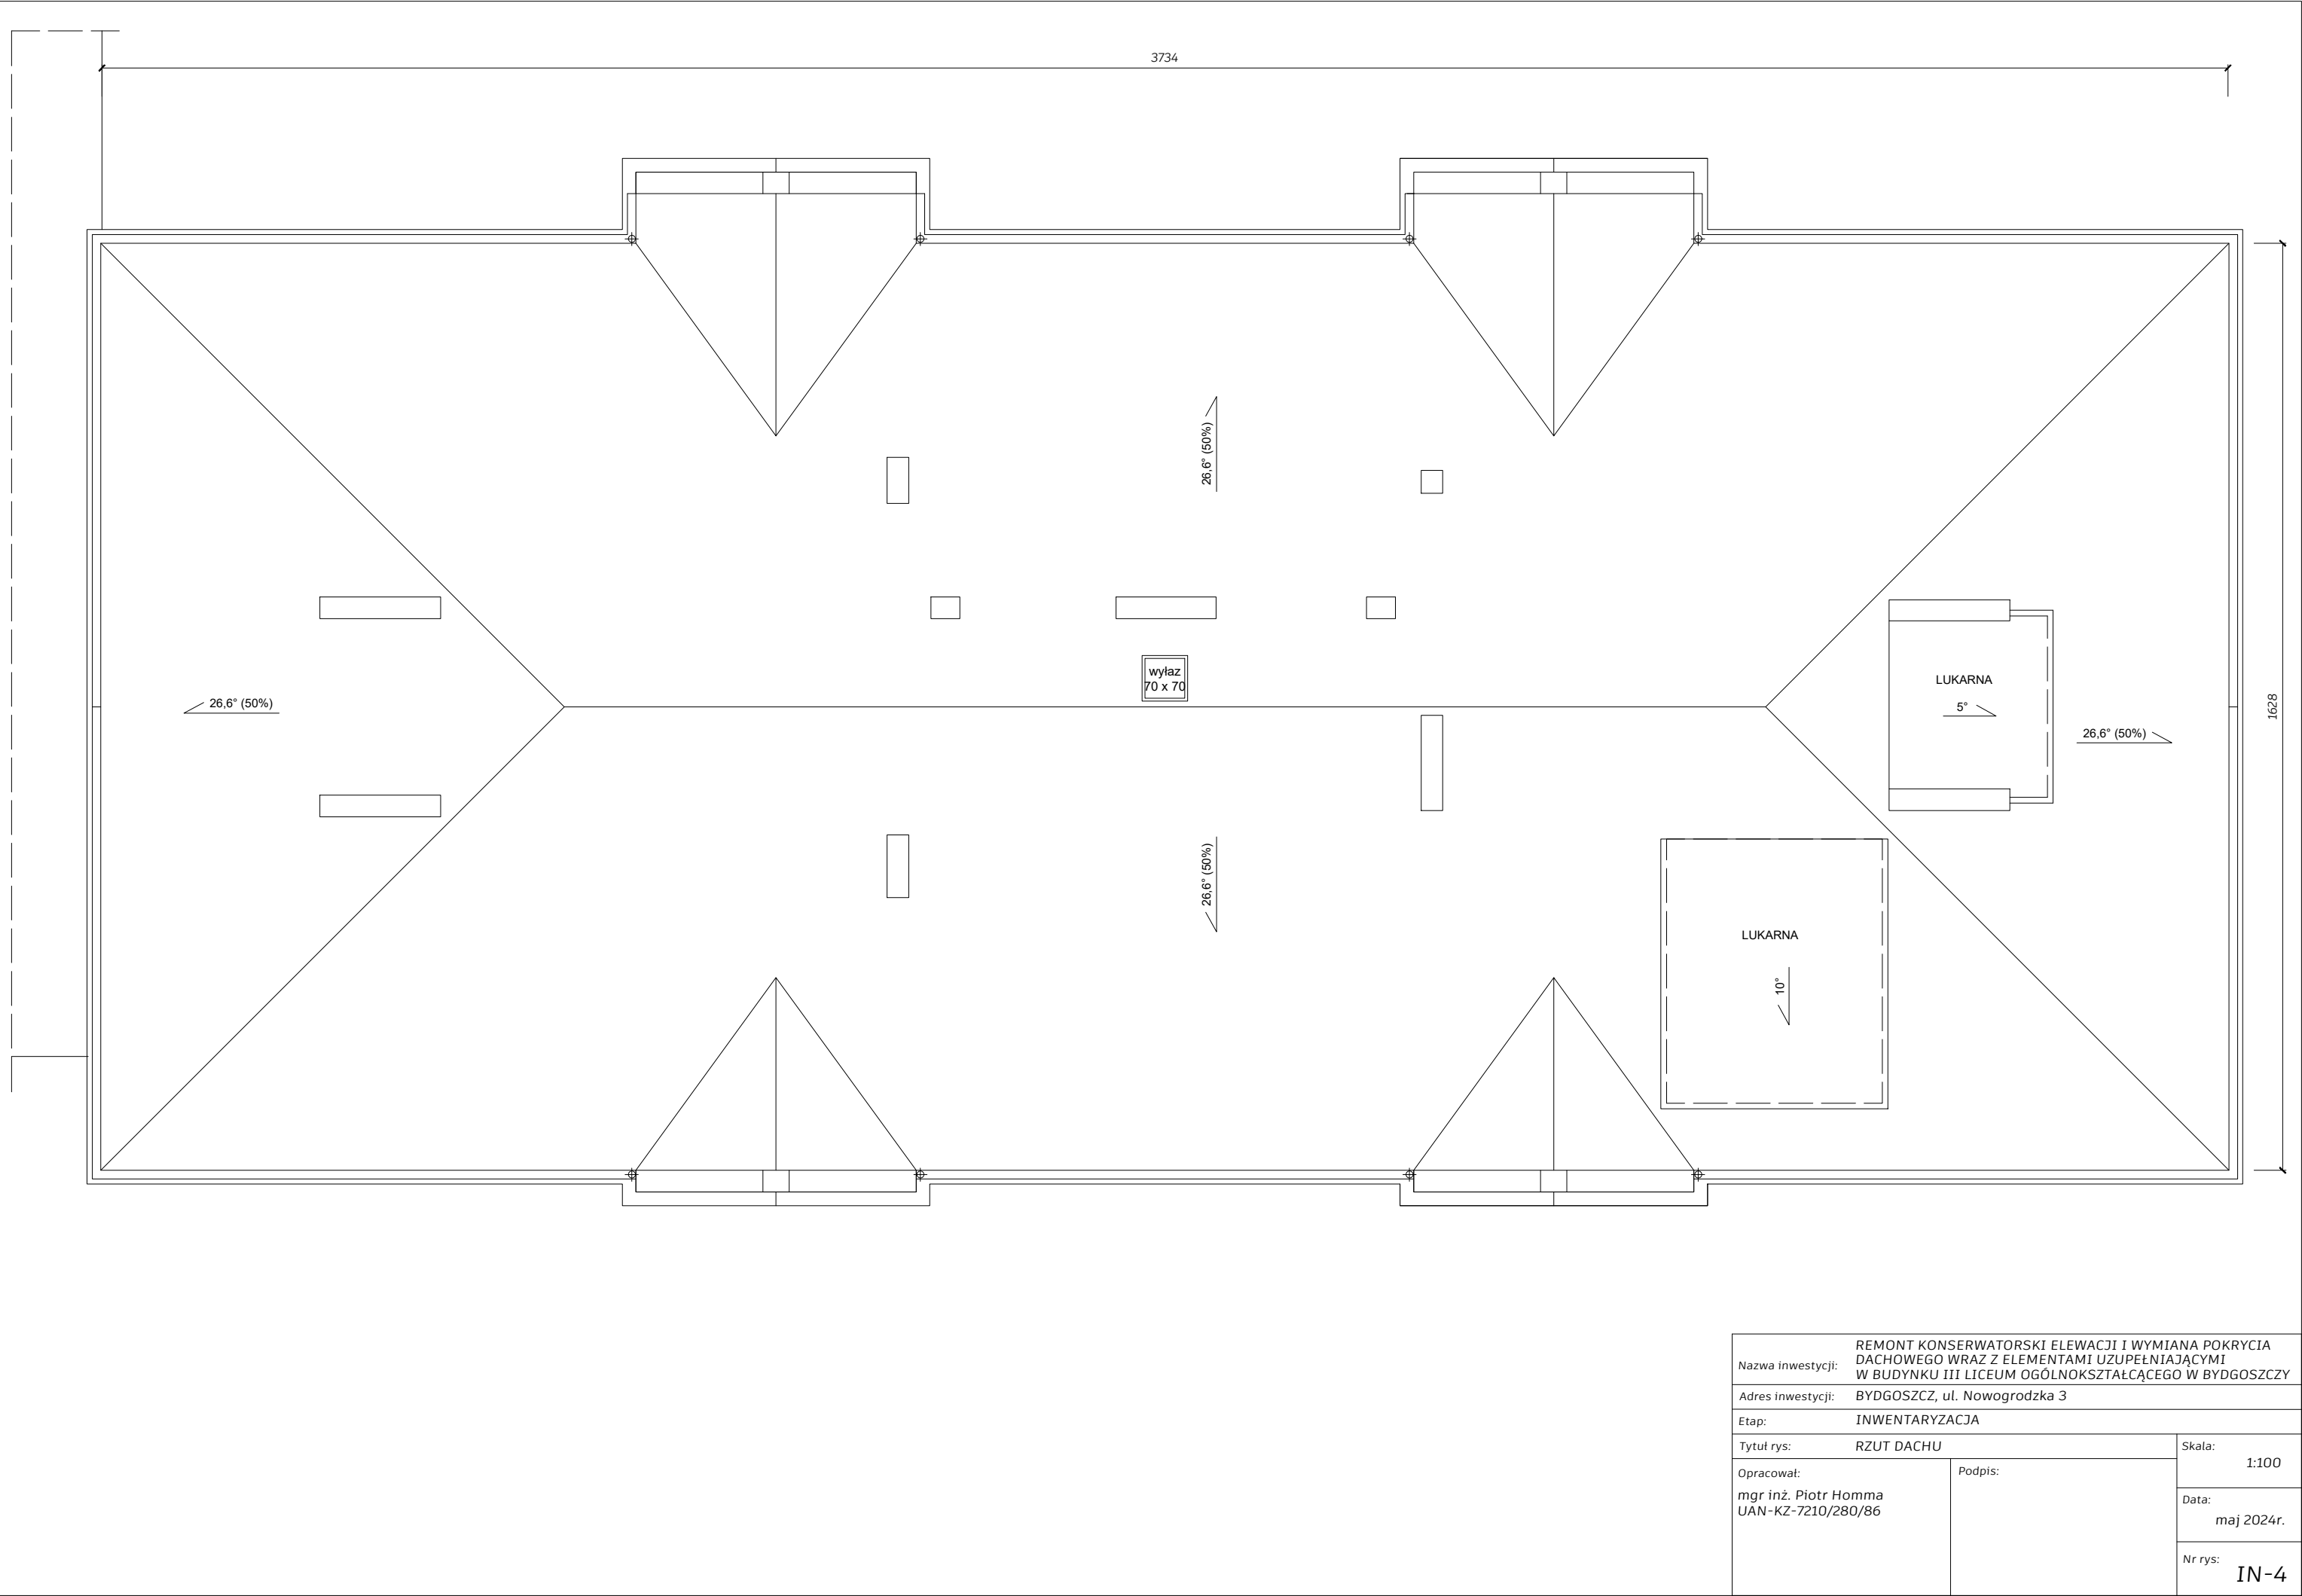 3734
26,6° (50%)
wyłaz
70 x 70
LUKARNA
5°
26,6° (50%)
26,6° (50%)
1628
26,6° (50%)
LUKARNA
10°
Nazwa inwestycji:
REMONT KONSERWATORSKI ELEWACJI I WYMIANA POKRYCIA
DACHOWEGO WRAZ Z ELEMENTAMI UZUPEŁNIAJĄCYMI
W BUDYNKU III LICEUM OGÓLNOKSZTAŁCĄCEGO W BYDGOSZCZY
Adres inwestycji: BYDGOSZCZ, ul. Nowogrodzka 3
Etap: INWENTARYZACJA
Tytuł rys: RZUT DACHU
Skala:
1:100
Opracował:
mgr inż. Piotr Homma
UAN-KZ-7210/280/86
Podpis:
Data:
maj 2024r.
Nr rys:
IN-4